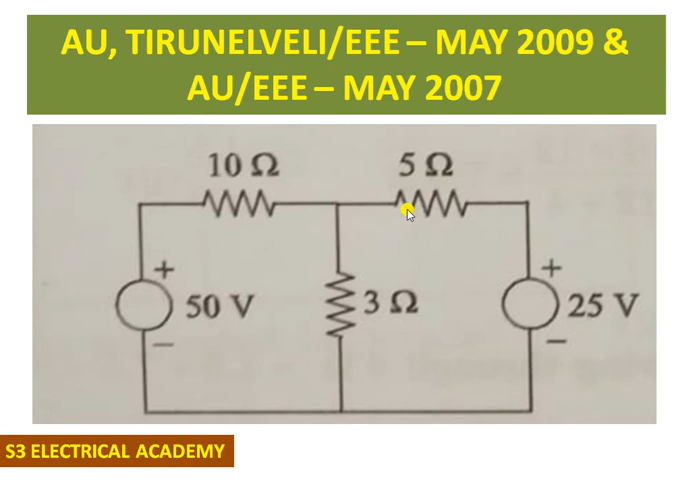 AU, TIRUNELVELI/EEE – MAY 2009 &
AU/EEE – MAY 2007
10 Ω
5 Ω
+
50 V
−
3 Ω
+
25 V
−
S3 ELECTRICAL ACADEMY